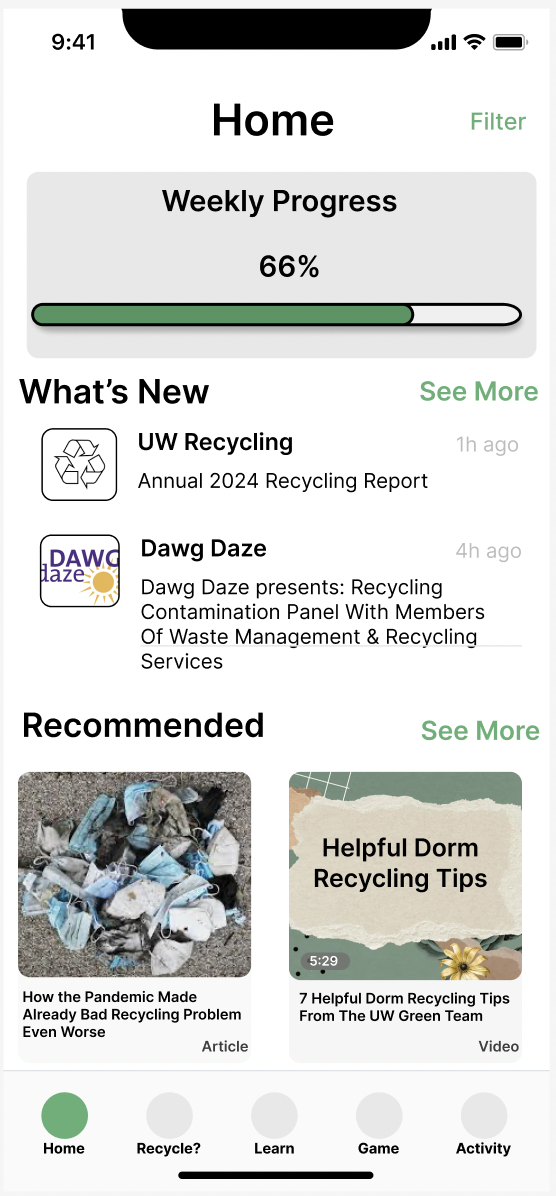 9:41
Home
Filter
Weekly Progress
66%
What’s New
See More
UW Recycling
1h ago
Annual 2024 Recycling Report
DAWG
daze
Dawg Daze
4h ago
Dawg Daze presents: Recycling
Contamination Panel With Members
Of Waste Management & Recycling
Services
Recommended
See More
Helpful Dorm
Recycling Tips
5:29
How the Pandemic Made
Already Bad Recycling Problem
Even Worse
Article
7 Helpful Dorm Recycling Tips
From The UW Green Team
Video
Home
Recycle?
Learn
Game
Activity